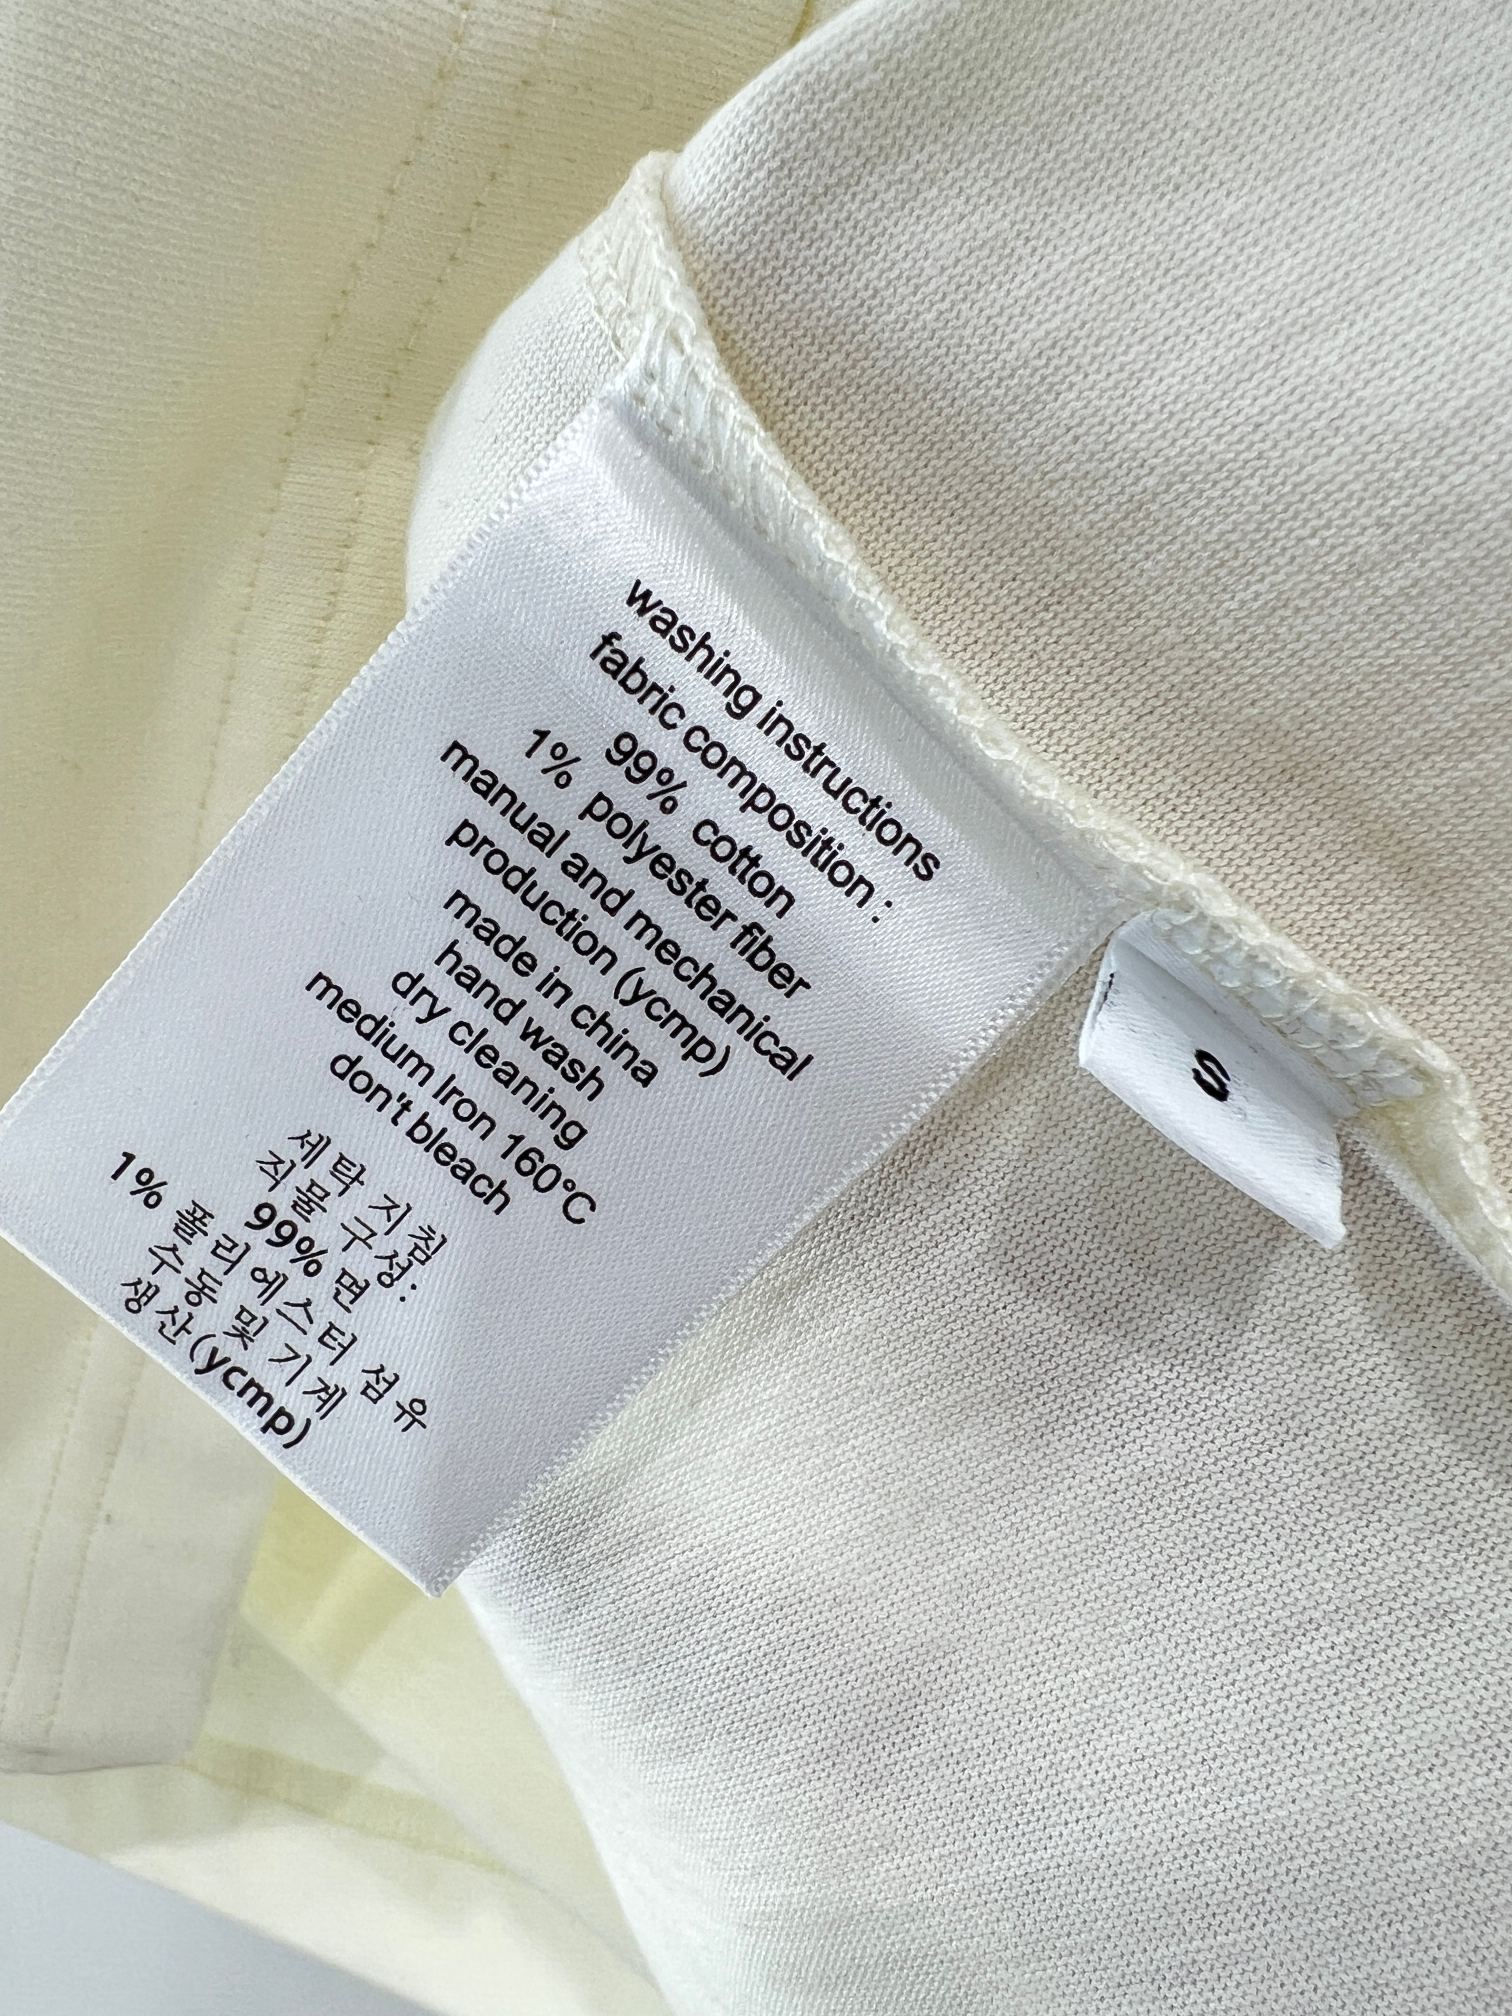 washing instructions
fabric composition :
99% cotton
1% polyester fiber
manual and mechanical
production (ycmp)
made in china
hand wash
dry cleaning
medium Iron 160°C
don't bleach
세탁 지침
직물 구성:
99% 면
1% 폴리에스터 섬유
수동 및 기계
생산(ycmp)
S